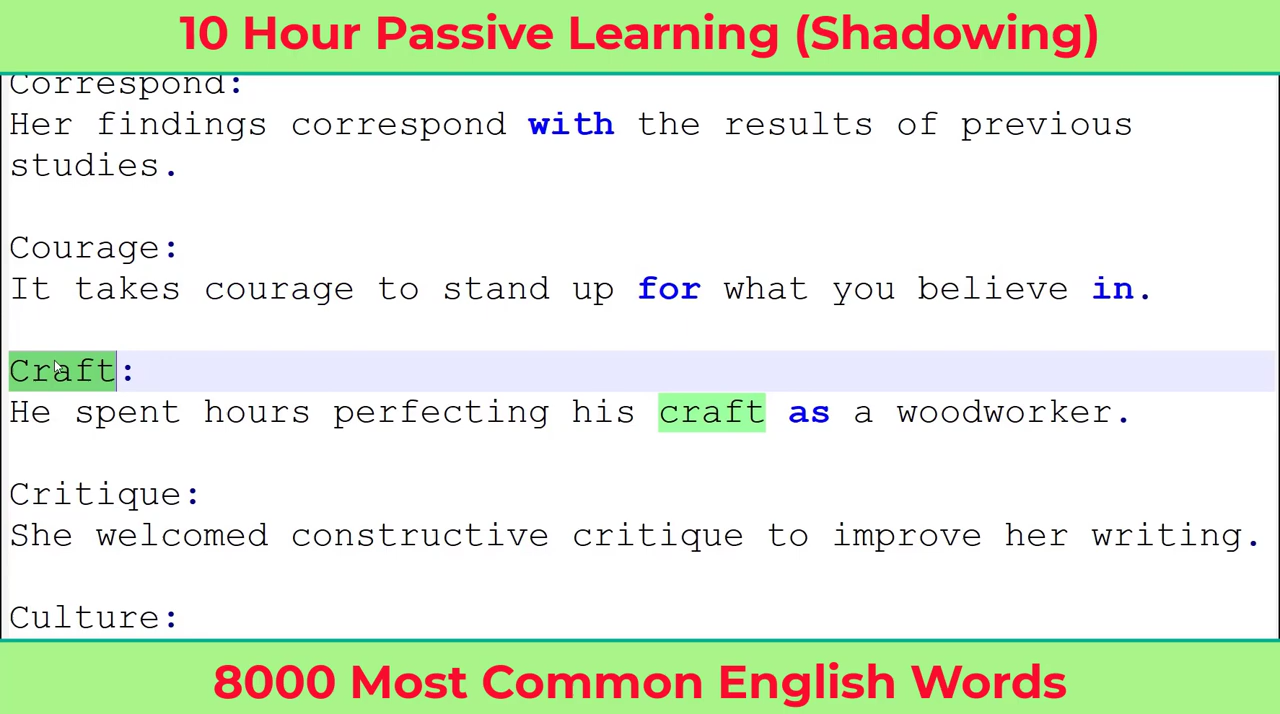 10 Hour Passive Learning (Shadowing)
Correspond:
Her findings correspond with the results of previous
studies.
Courage:
It takes courage to stand up for what you believe in.
Craft:
He spent hours perfecting his craft as a woodworker.
Critique:
She welcomed constructive critique to improve her writing.
Culture:
8000 Most Common English Words